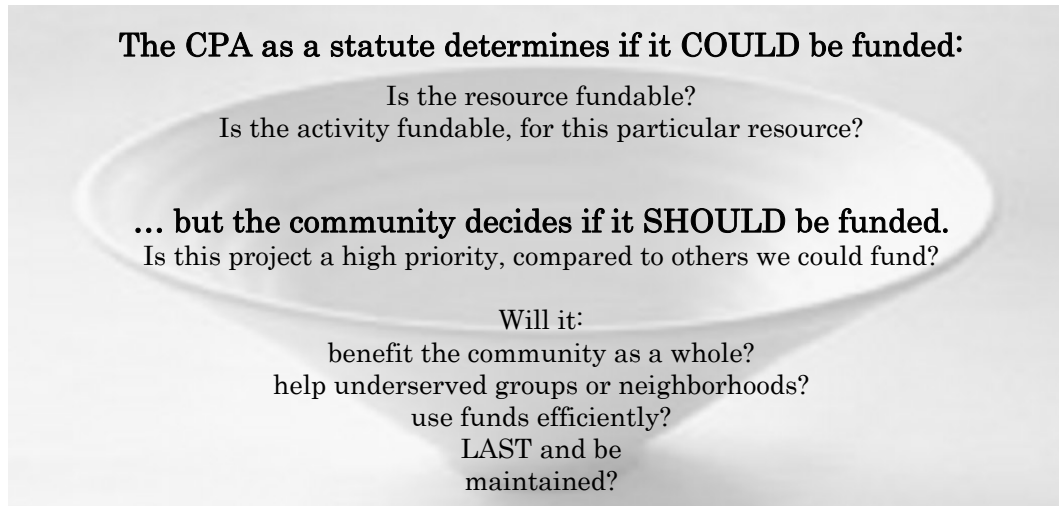 The CPA as a statute determines if it COULD be funded:
Is the resource fundable?
Is the activity fundable, for this particular resource?
… but the community decides if it SHOULD be funded.
Is this project a high priority, compared to others we could fund?
Will it:
benefit the community as a whole?
help underserved groups or neighborhoods?
use funds efficiently?
LAST and be
maintained?